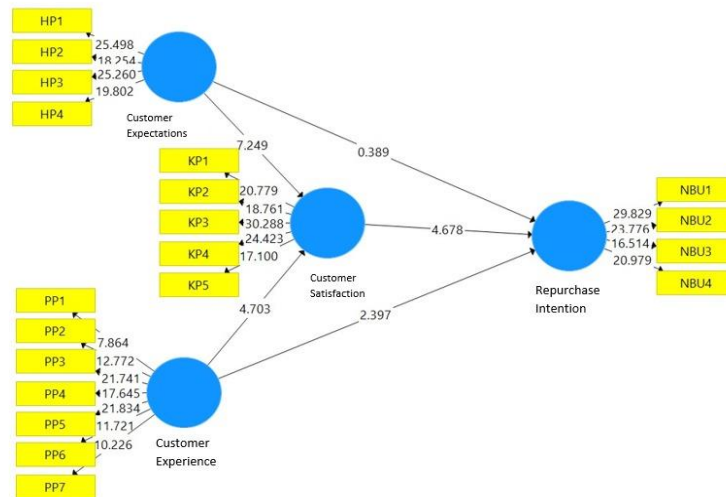 HP1
HP2
HP3
HP4
25.498
18.254
25.260
19.802
Customer
Expectations
7.249
0.389
KP1
KP2
KP3
KP4
KP5
20.779
18.761
30.288
24.423
17.100
Customer
Satisfaction
4.678
NBU1
NBU2
NBU3
NBU4
29.829
23.776
16.514
20.979
Repurchase
Intention
4.703
2.397
PP1
PP2
PP3
PP4
PP5
PP6
PP7
7.864
12.772
21.741
17.645
21.834
11.721
10.226
Customer
Experience